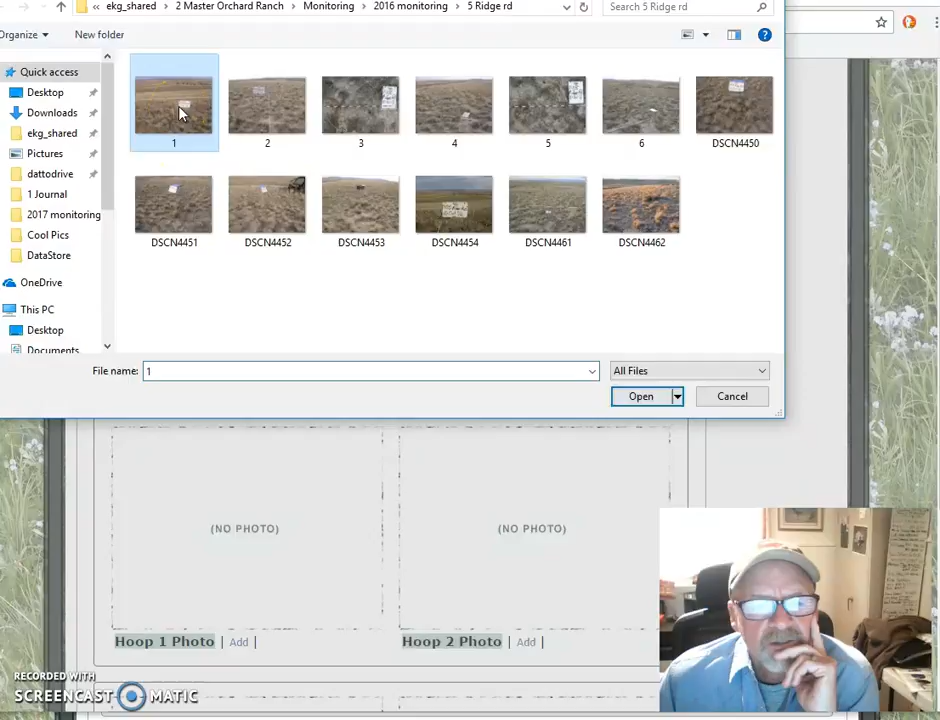 ekg_shared › 2 Master Orchard Ranch › Monitoring › 2016 monitoring › 5 Ridge rd
Search 5 Ridge rd
Organize
New folder
Quick access
Desktop
Downloads
ekg_shared
Pictures
dattodrive
1 Journal
2017 monitoring
Cool Pics
DataStore
OneDrive
This PC
Desktop
Documents
1
2
3
4
5
6
DSCN4450
DSCN4451
DSCN4452
DSCN4453
DSCN4454
DSCN4461
DSCN4462
File name: 1
All Files
Open
Cancel
(NO PHOTO)
(NO PHOTO)
Hoop 1 Photo | Add |
Hoop 2 Photo | Add |
RECORDED WITH
SCREENCAST MATIC